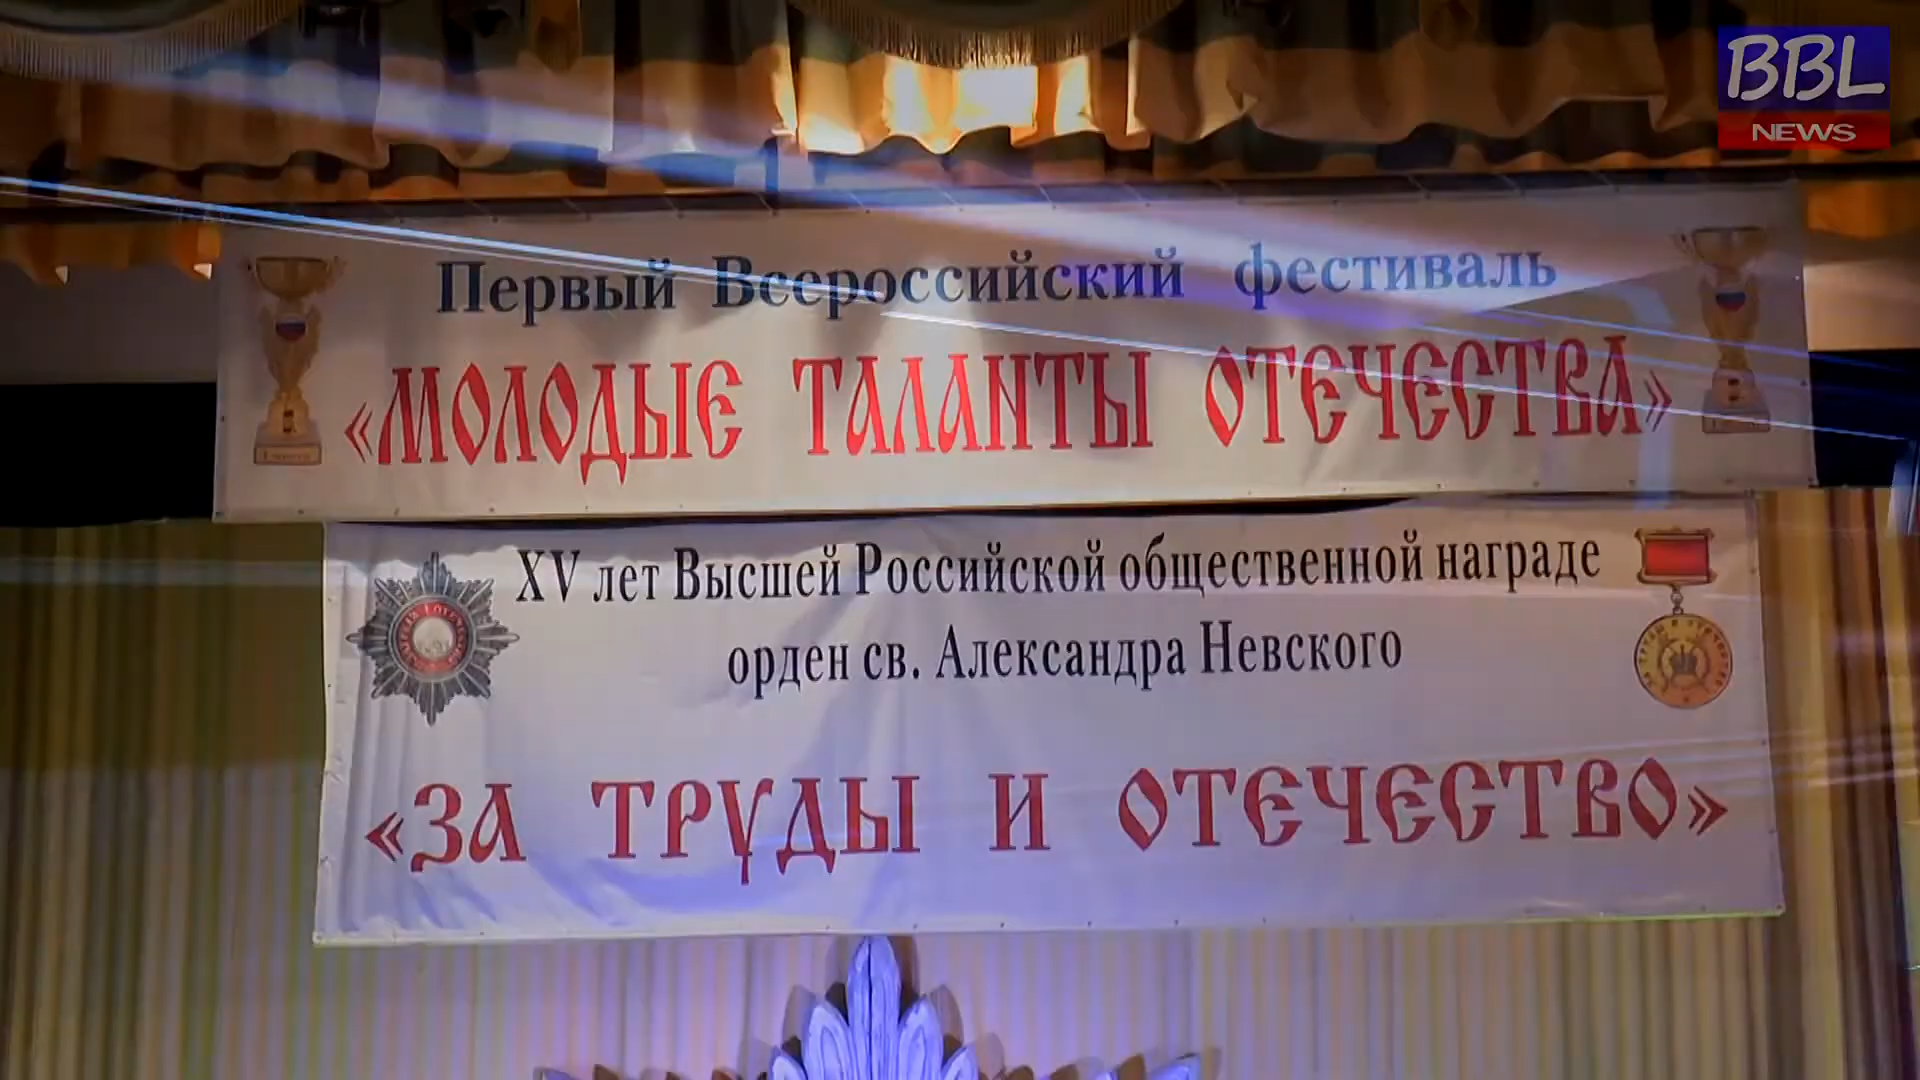 BBL
NEWS
Первый Всероссийский фестиваль
«МОЛОДЫЕ ТАЛАНТЫ ОТЕЧЕСТВА»
XV лет Высшей Российской общественной награде
орден св. Александра Невского
«ЗА ТРУДЫ И ОТЕЧЕСТВО»